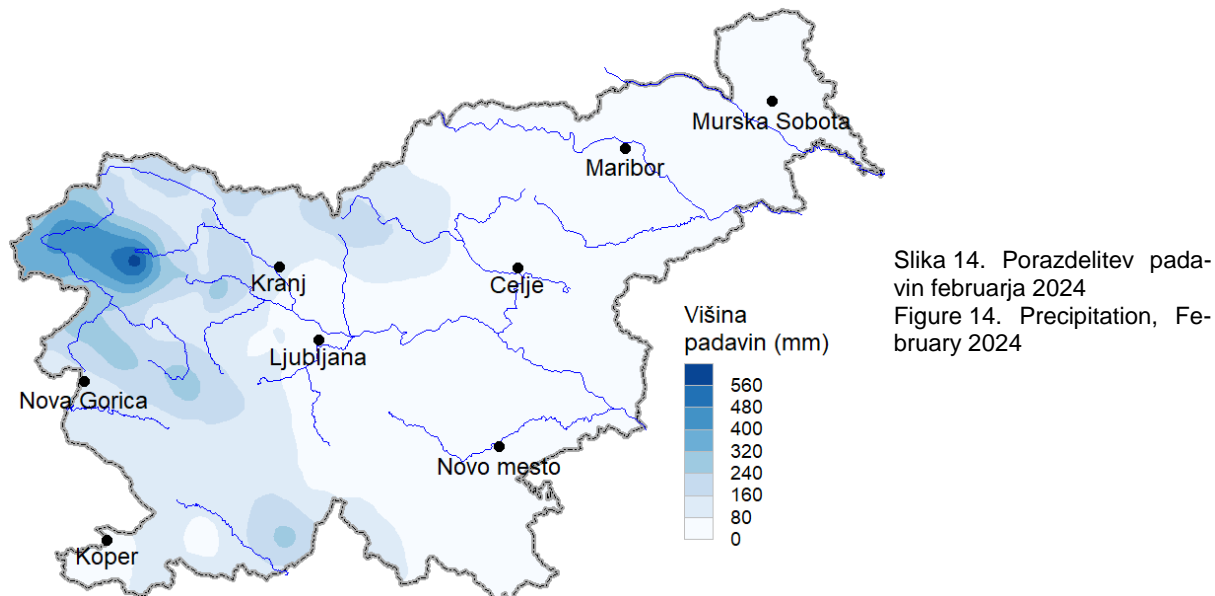 Murska Sobota
Maribor
Kranj
Celje
Ljubljana
Nova Gorica
Novo mesto
Koper
Višina
padavin (mm)
560
480
400
320
240
160
80
0
Slika 14. Porazdelitev pada-
vin februarja 2024
Figure 14. Precipitation, Fe-
bruary 2024